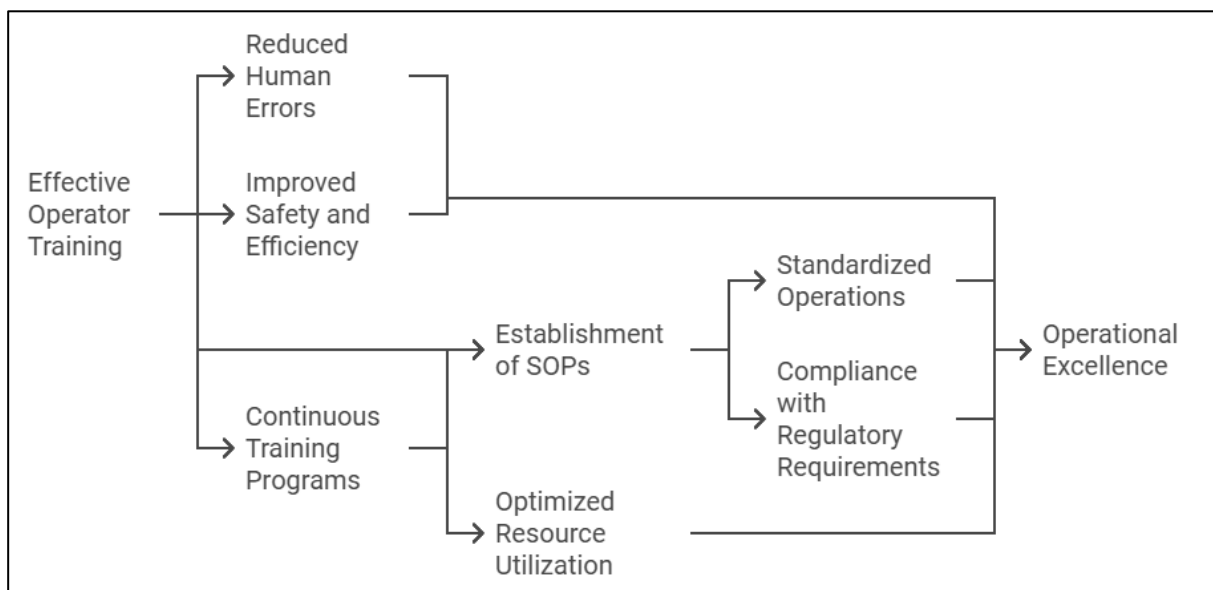 Reduced
Human
Errors
Effective
Operator
Training
Improved
Safety and
Efficiency
Continuous
Training
Programs
Establishment
of SOPs
Optimized
Resource
Utilization
Standardized
Operations
Compliance
with
Regulatory
Requirements
Operational
Excellence